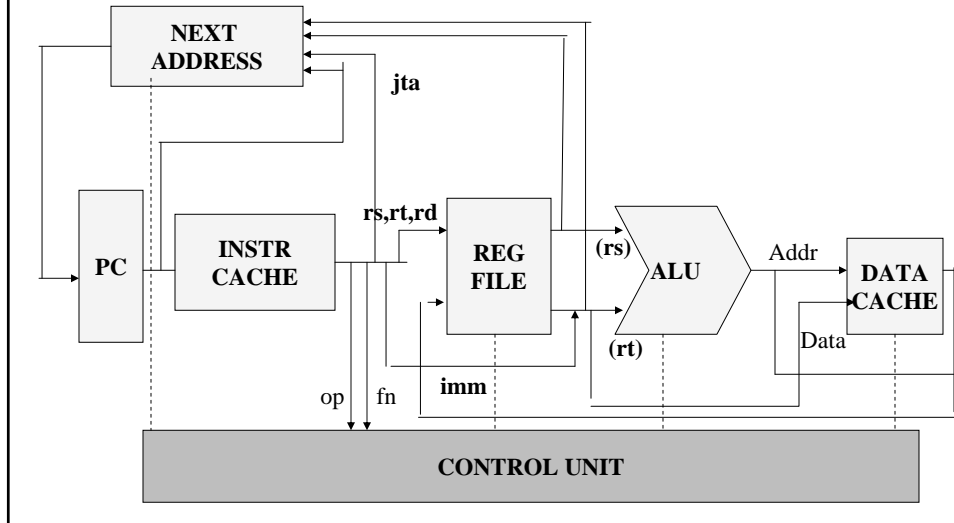 NEXT
ADDRESS
jta
rs,rt,rd
PC
INSTR
CACHE
REG
FILE
(rs)
ALU
Addr
DATA
CACHE
(rt)
Data
imm
op
fn
CONTROL UNIT